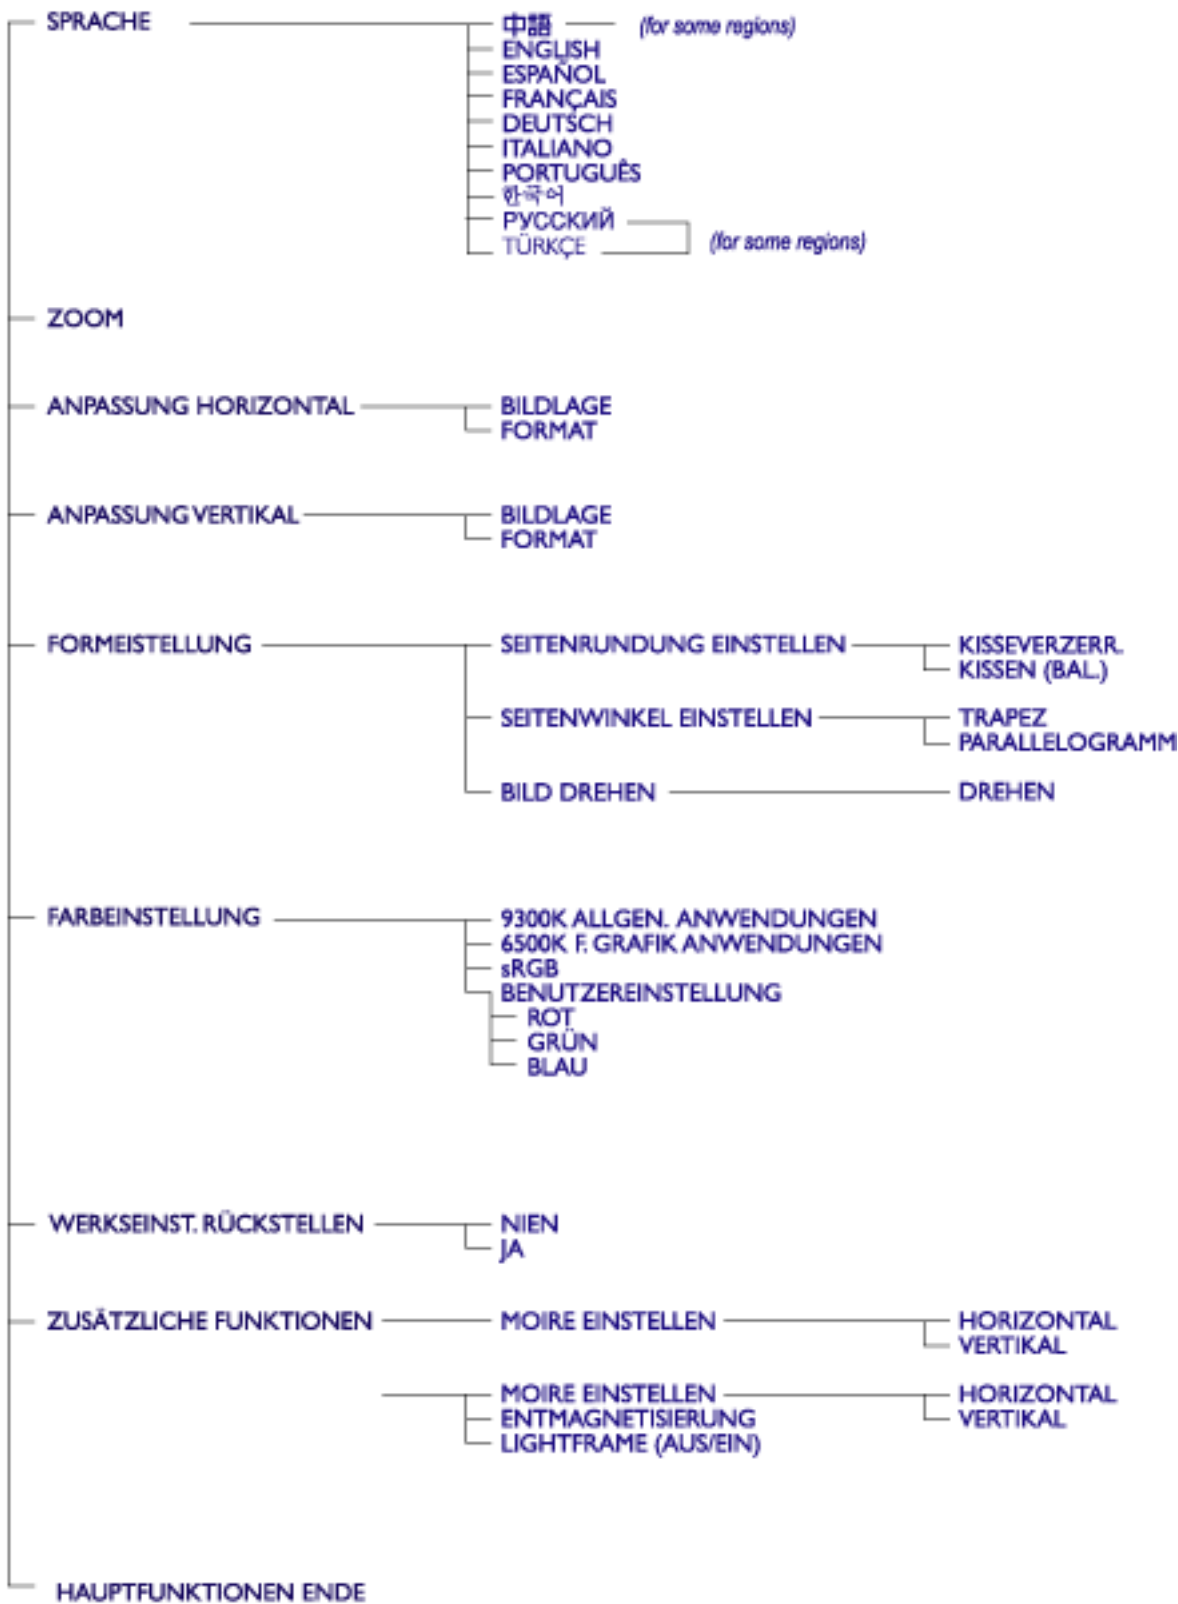 SPRACHE 中語 (for some regions)
ENGLISH
ESPAÑOL
FRANÇAIS
DEUTSCH
ITALIANO
PORTUGUÊS
한국어
РУССКИЙ
TÜRKÇE (for some regions)
ZOOM
ANPASSUNG HORIZONTAL BILDLAGE
FORMAT
ANPASSUNG VERTIKAL BILDLAGE
FORMAT
FORMEISTELLUNG SEITENRUNDUNG EINSTELLEN KISSEVERZERR.
KISSEN (BAL.)
SEITENWINKEL EINSTELLEN TRAPEZ
PARALLELOGRAMM
BILD DREHEN DREHEN
FARBEINSTELLUNG 9300K ALLGEN. ANWENDUNGEN
6500K F. GRAFIK ANWENDUNGEN
sRGB
BENUTZEREINSTELLUNG
ROT
GRÜN
BLAU
WERKSEINST. RÜCKSTELLEN NIEN
JA
ZUSÄTZLICHE FUNKTIONEN MOIRE EINSTELLEN HORIZONTAL
VERTIKAL
MOIRE EINSTELLEN HORIZONTAL
ENTMAGNETISIERUNG VERTIKAL
LIGHTFRAME (AUS/EIN)
HAUPTFUNKTIONEN ENDE